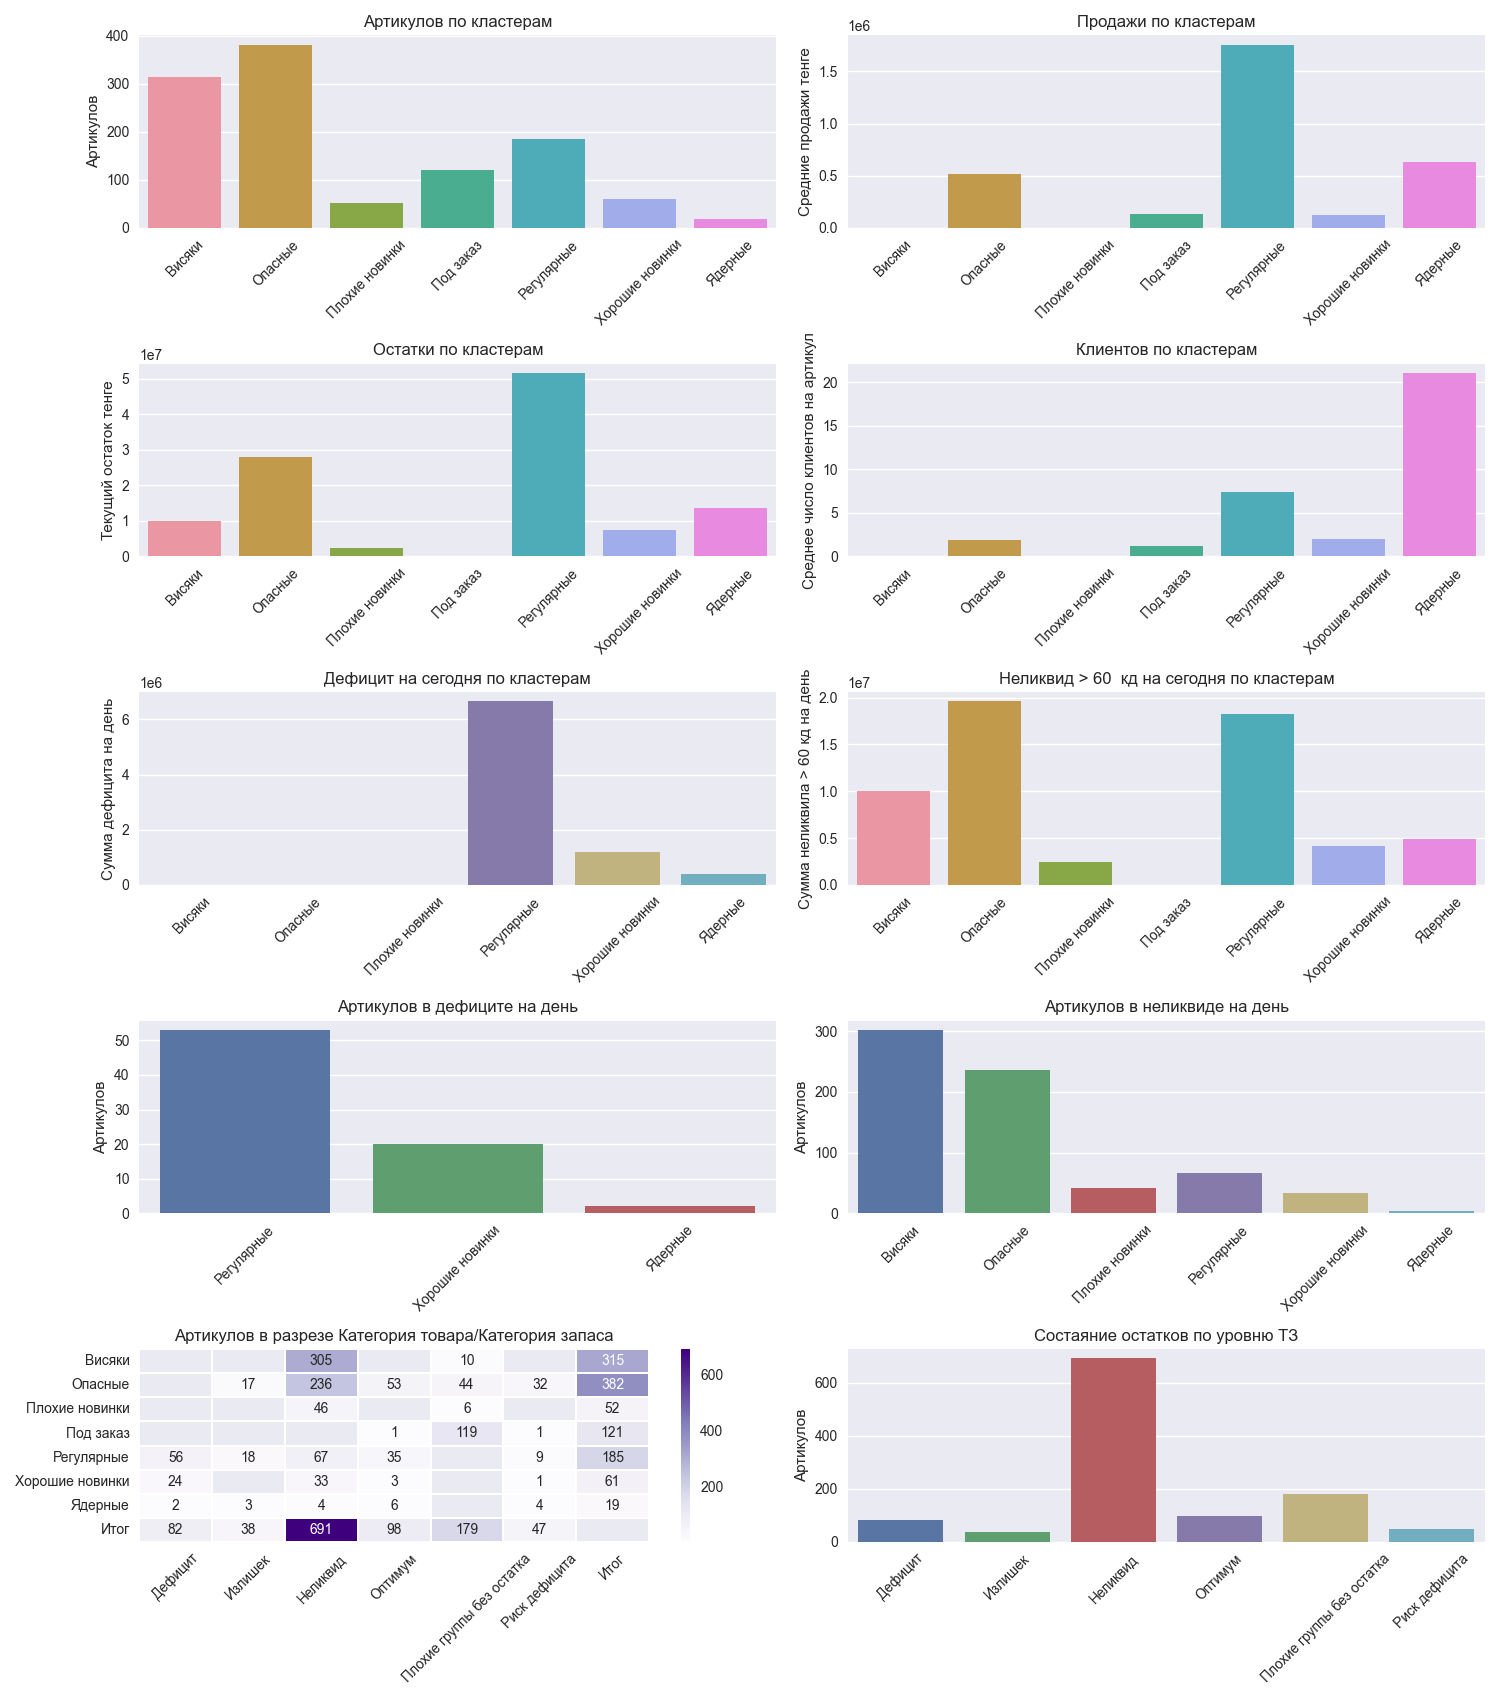 Артикулов по кластерам
Артикулов
400
300
200
100
0
Висяки
Опасные
Плохие новинки
Под заказ
Регулярные
Хорошие новинки
Ядерные
Продажи по кластерам
1e6
Средние продажи тенге
1.5
1.0
0.5
0.0
Висяки
Опасные
Плохие новинки
Под заказ
Регулярные
Хорошие новинки
Ядерные
Остатки по кластерам
1e7
Текущий остаток тенге
5
4
3
2
1
0
Висяки
Опасные
Плохие новинки
Под заказ
Регулярные
Хорошие новинки
Ядерные
Клиентов по кластерам
Среднее число клиентов на артикул
20
15
10
5
0
Висяки
Опасные
Плохие новинки
Под заказ
Регулярные
Хорошие новинки
Ядерные
Дефицит на сегодня по кластерам
1e6
Сумма дефицита на день
6
4
2
0
Висяки
Опасные
Плохие новинки
Регулярные
Хорошие новинки
Ядерные
Неликвид > 60 кд на сегодня по кластерам
1e7
Сумма неликвила > 60 кд на день
2.0
1.5
1.0
0.5
0.0
Висяки
Опасные
Плохие новинки
Под заказ
Регулярные
Хорошие новинки
Ядерные
Артикулов в дефиците на день
Артикулов
50
40
30
20
10
0
Регулярные
Хорошие новинки
Ядерные
Артикулов в неликвиде на день
Артикулов
300
200
100
0
Висяки
Опасные
Плохие новинки
Регулярные
Хорошие новинки
Ядерные
Артикулов в разрезе Категория товара/Категория запаса
Висяки 305 10 315
Опасные 17 236 53 44 32 382
Плохие новинки 46 6 52
Под заказ 1 119 1 121
Регулярные 56 18 67 35 9 185
Хорошие новинки 24 33 3 1 61
Ядерные 2 3 4 6 4 19
Итог 82 38 691 98 179 47
Дефицит
Излишек
Неликвид
Оптимум
Плохие группы без остатка
Риск дефицита
Итог
600
400
200
Состаяние остатков по уровню ТЗ
Артикулов
600
400
200
0
Дефицит
Излишек
Неликвид
Оптимум
Плохие группы без остатка
Риск дефицита